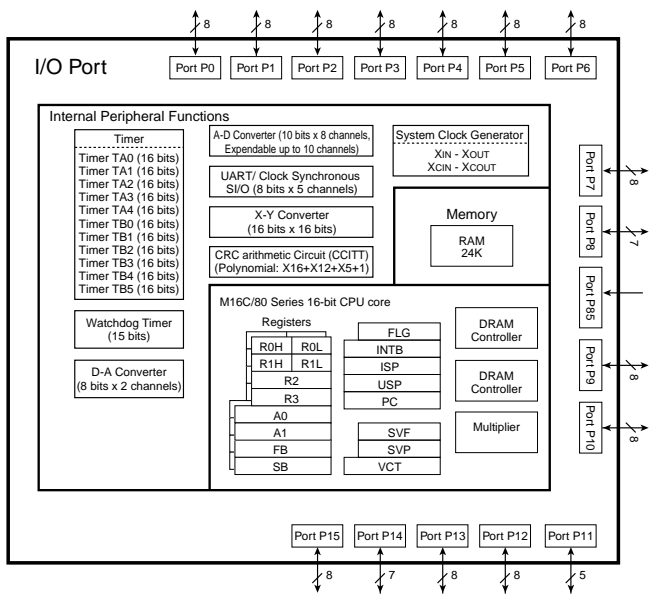 8 8 8 8 8 8 8
I/O Port
Port P0 Port P1 Port P2 Port P3 Port P4 Port P5 Port P6
Internal Peripheral Functions
Timer
Timer TA0 (16 bits)
Timer TA1 (16 bits)
Timer TA2 (16 bits)
Timer TA3 (16 bits)
Timer TA4 (16 bits)
Timer TB0 (16 bits)
Timer TB1 (16 bits)
Timer TB2 (16 bits)
Timer TB3 (16 bits)
Timer TB4 (16 bits)
Timer TB5 (16 bits)
Watchdog Timer
(15 bits)
D-A Converter
(8 bits x 2 channels)
A-D Converter (10 bits x 8 channels,
Expendable up to 10 channels)
UART/ Clock Synchronous
SI/O (8 bits x 5 channels)
X-Y Converter
(16 bits x 16 bits)
CRC arithmetic Circuit (CCITT)
(Polynomial: X16+X12+X5+1)
System Clock Generator
XIN - XOUT
XCIN - XCOUT
Memory
RAM
24K
M16C/80 Series 16-bit CPU core
Registers
R0H R0L
R1H R1L
R2
R3
A0
A1
FB
SB
FLG
INTB
ISP
USP
PC
SVF
SVP
VCT
DRAM
Controller
DRAM
Controller
Multiplier
Port P7
8
Port P8
7
Port P85
Port P9
8
Port P10
8
Port P15 Port P14 Port P13 Port P12 Port P11
8 7 8 8 5